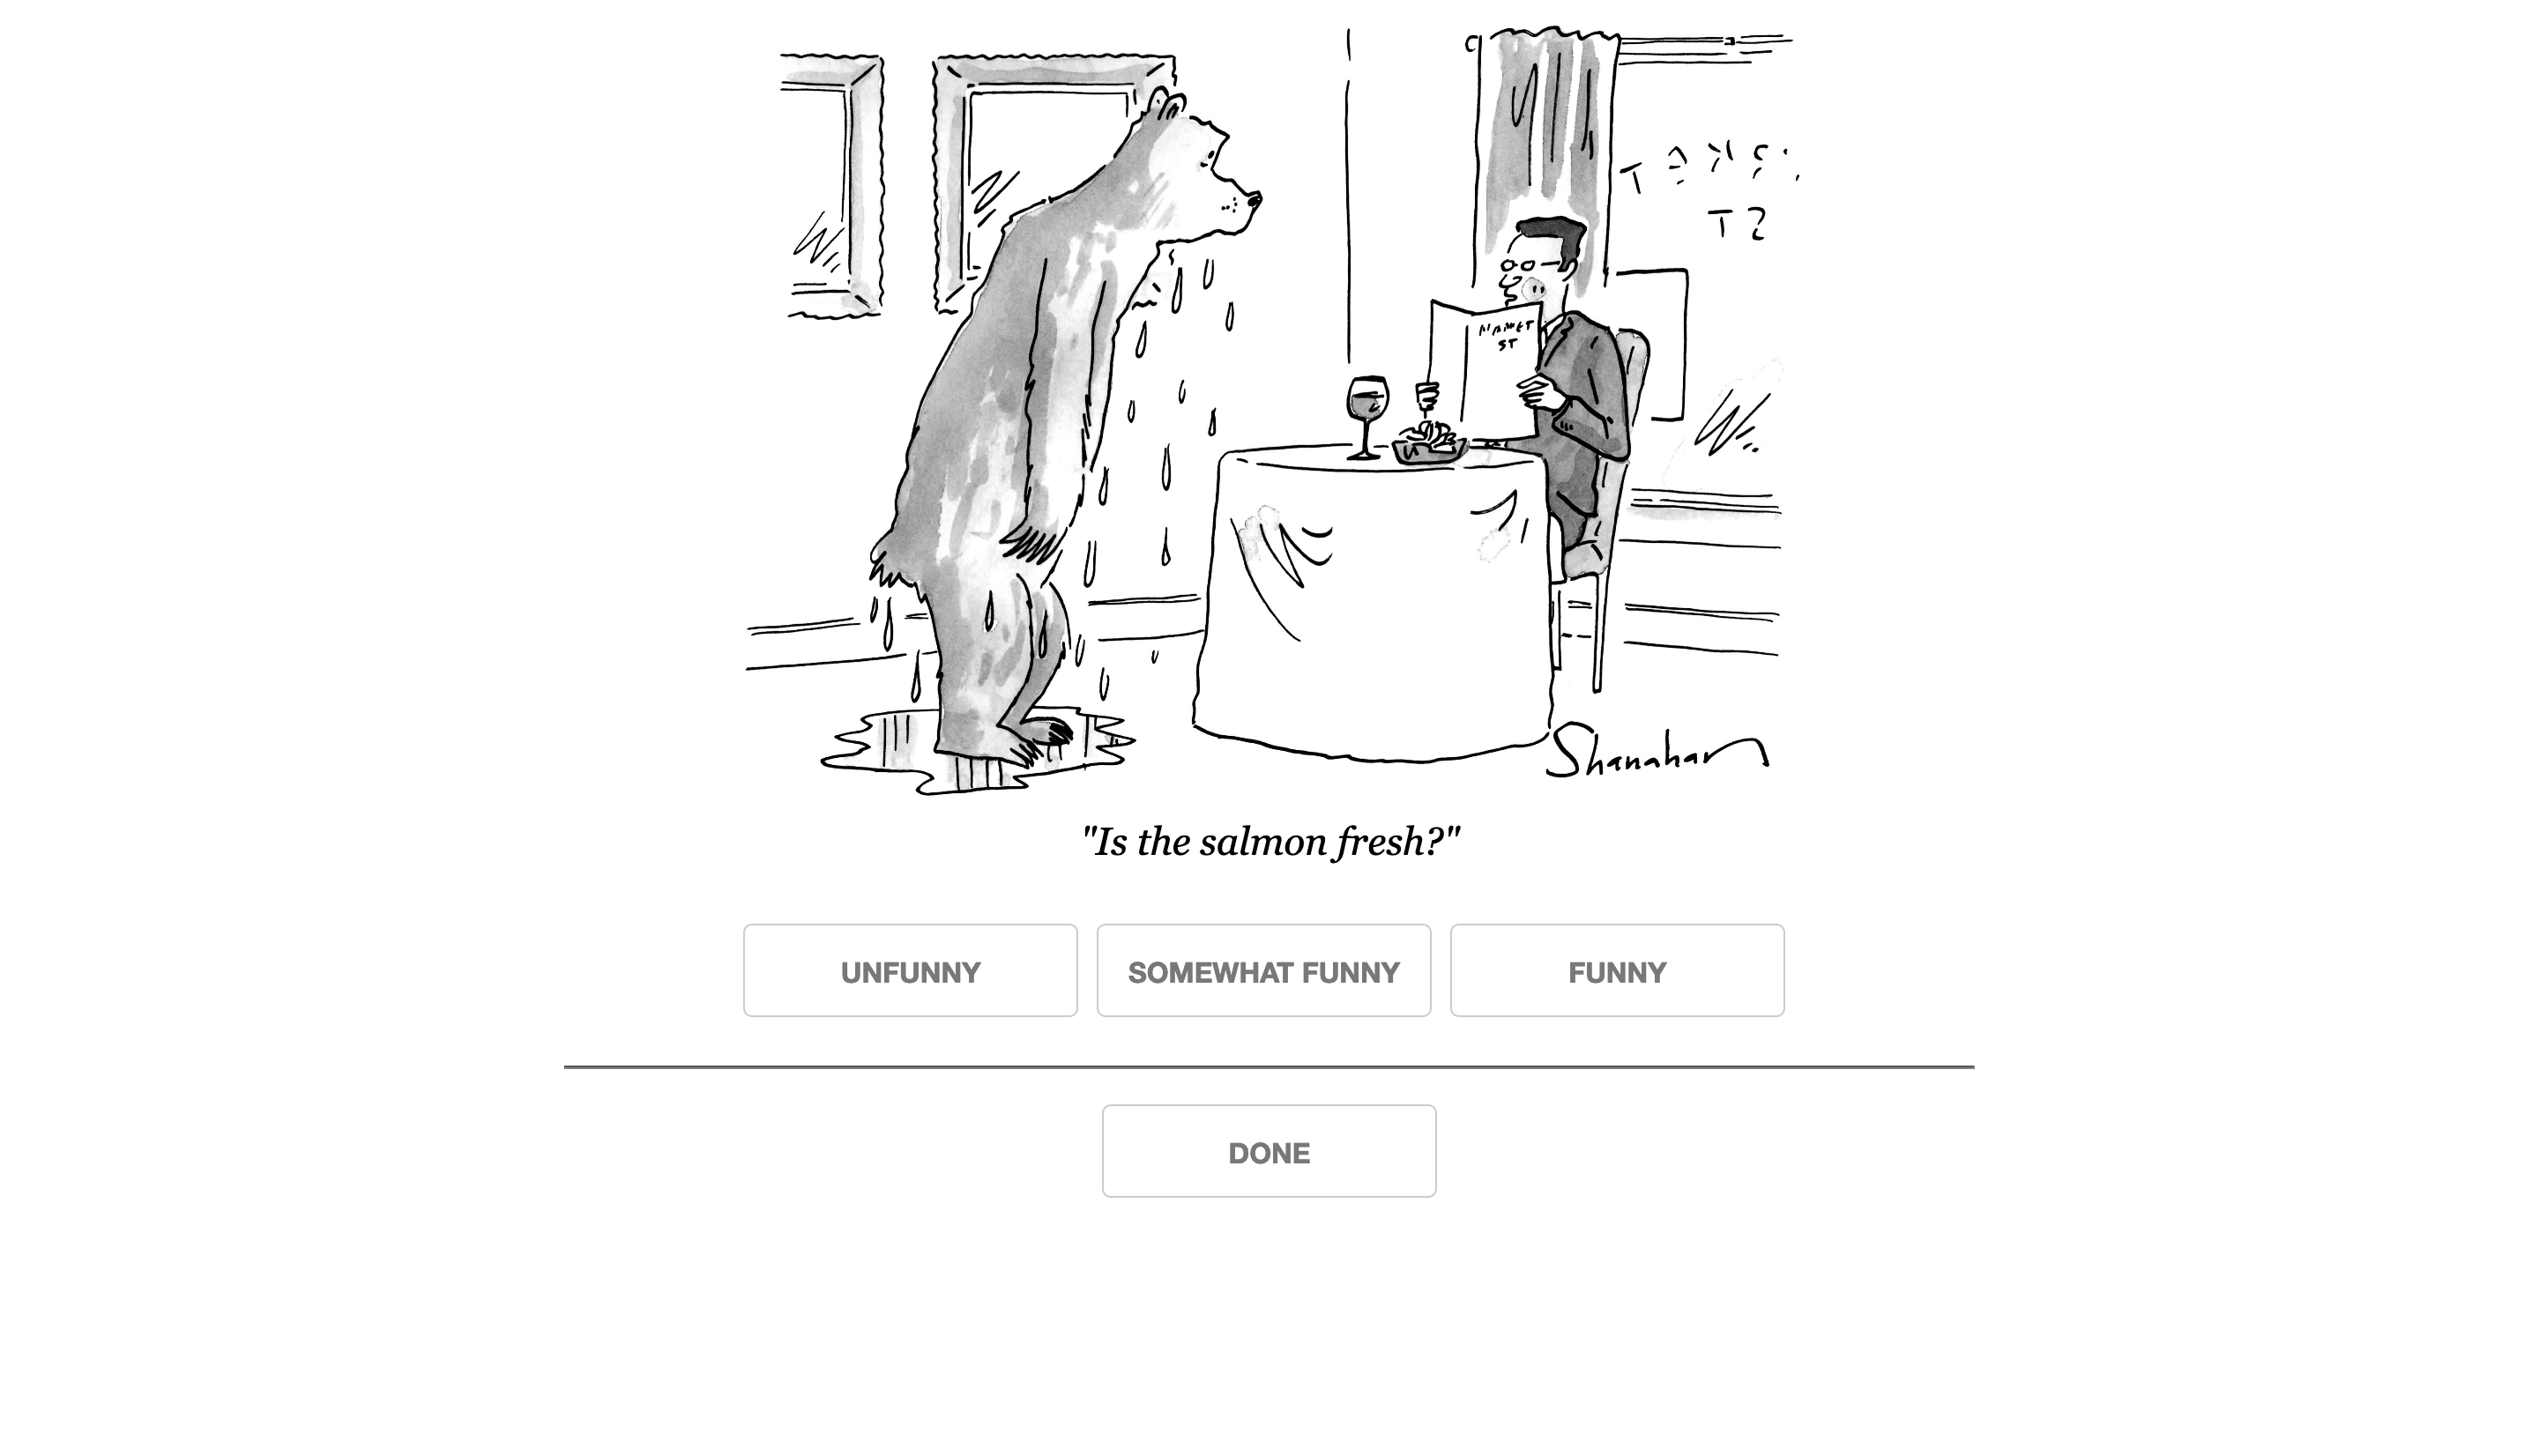 Shanahan
"Is the salmon fresh?"
UNFUNNY
SOMEWHAT FUNNY
FUNNY
DONE